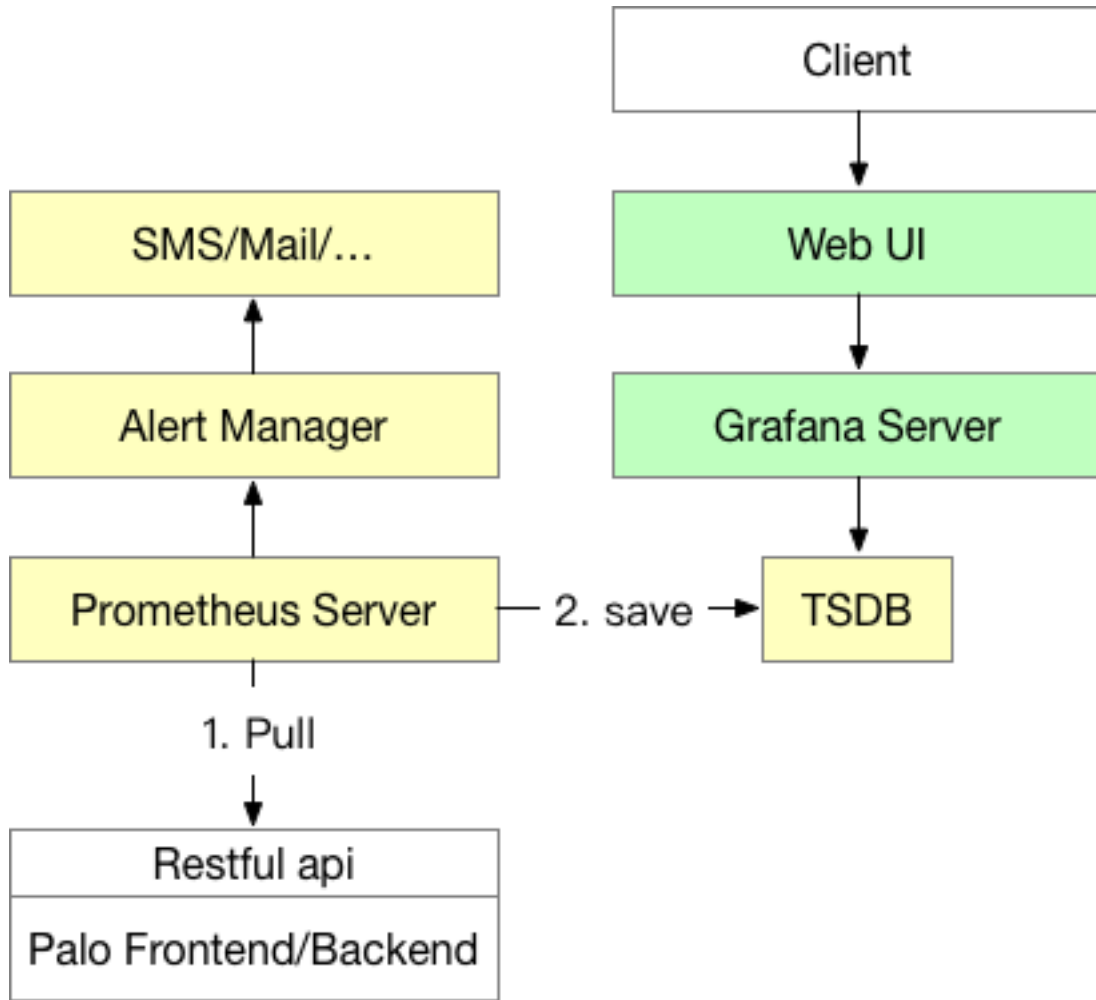 Client
SMS/Mail/...
Web UI
Alert Manager
Grafana Server
Prometheus Server
2. save
TSDB
1. Pull
Restful api
Palo Frontend/Backend